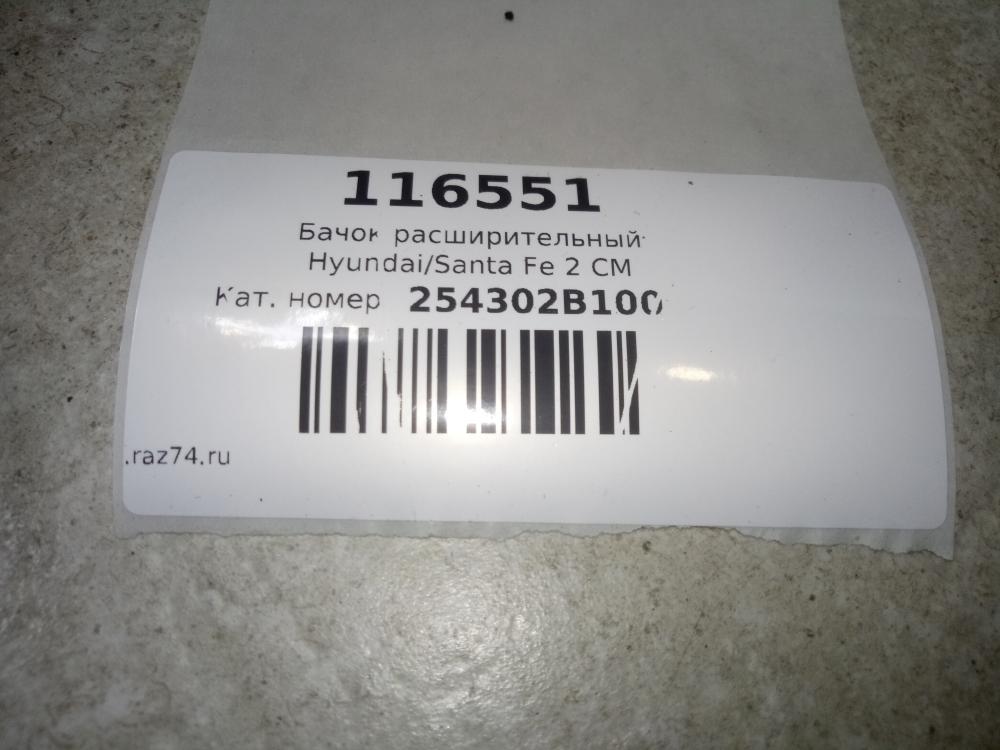 116551
Бачок расширительный
Hyundai/Santa Fe 2 CM
Кат. номер 254302B100
.raz74.ru